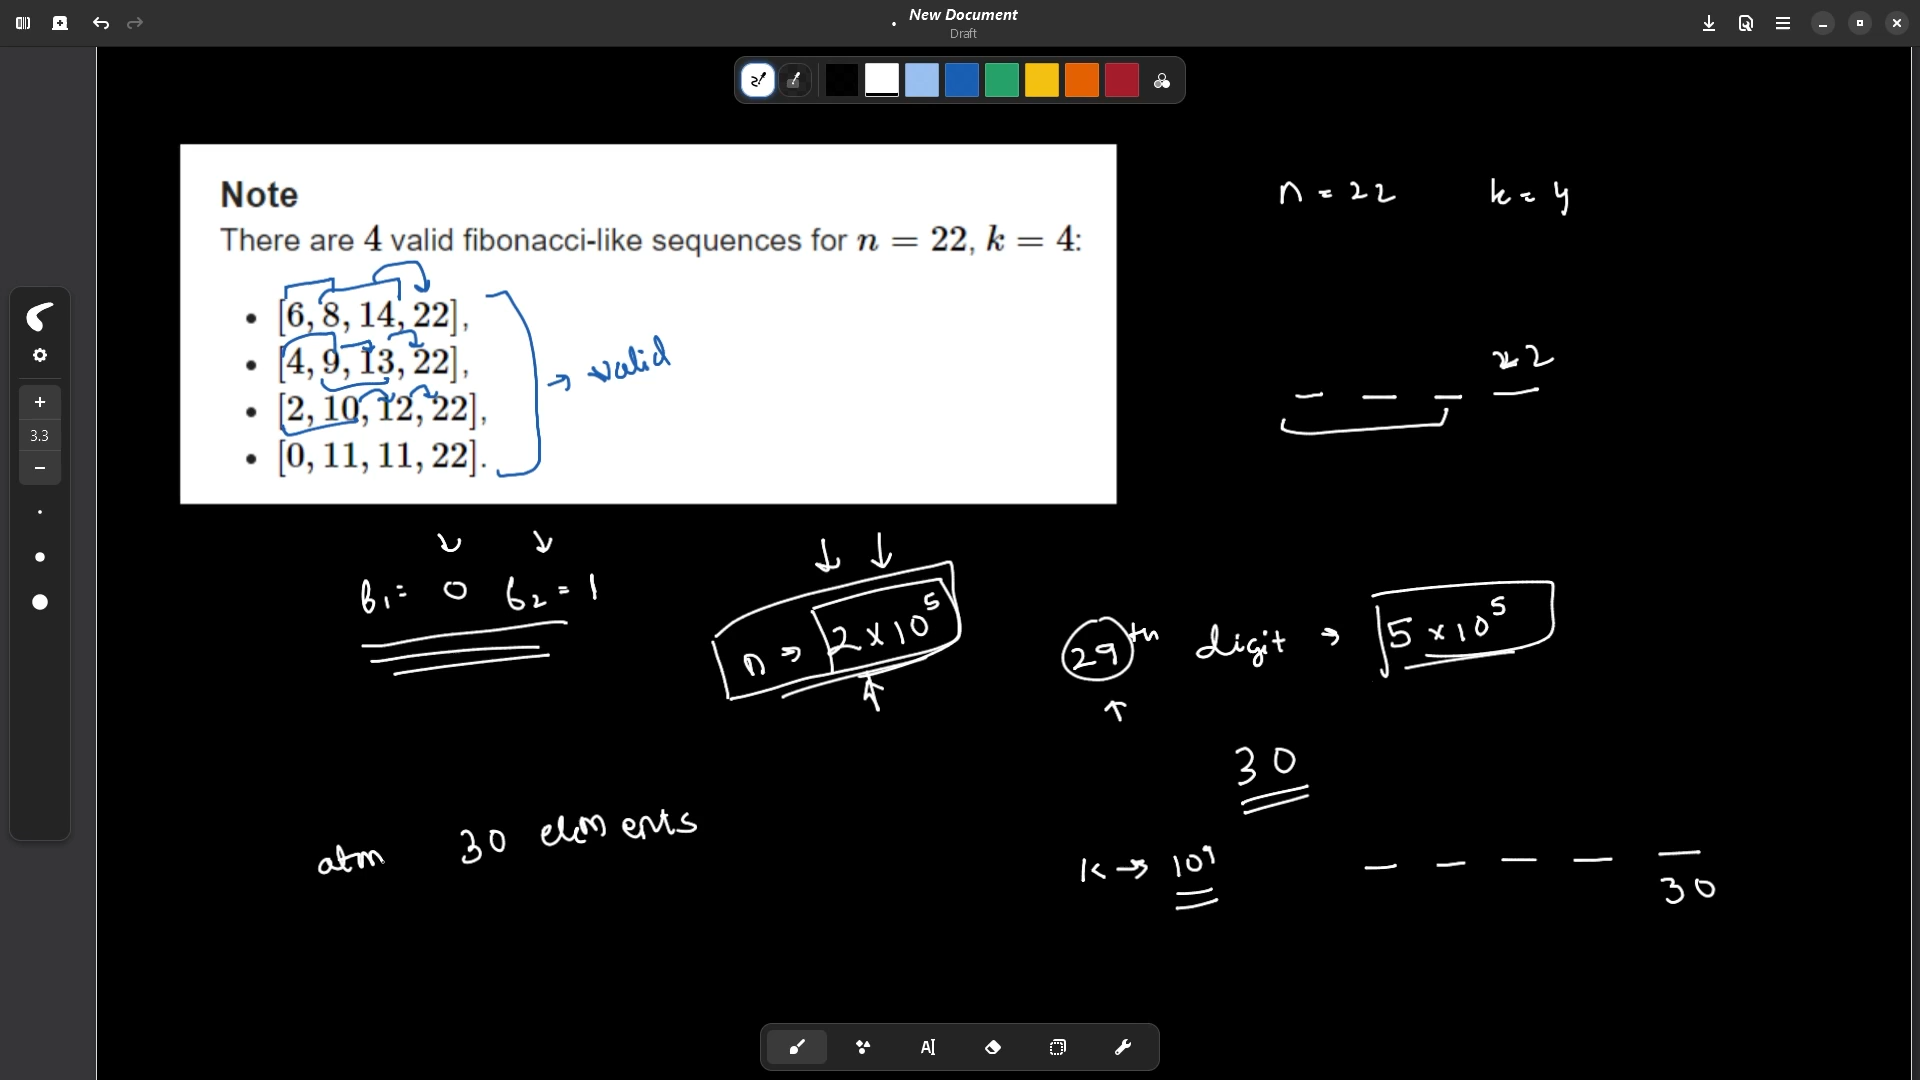 New Document
Draft
Note
There are 4 valid fibonacci-like sequences for n = 22, k = 4:
• [6, 8, 14, 22],
• [4, 9, 13, 22],
• [2, 10, 12, 22],
• [0, 11, 11, 22].
→ valid
n = 22 k = 4
22
f₁ = 0 f₂ = 1
n → 2 × 10⁵
29th digit → 5 × 10⁵
30
atm 30 elements
k → 10⁹
30
+
3.3
−